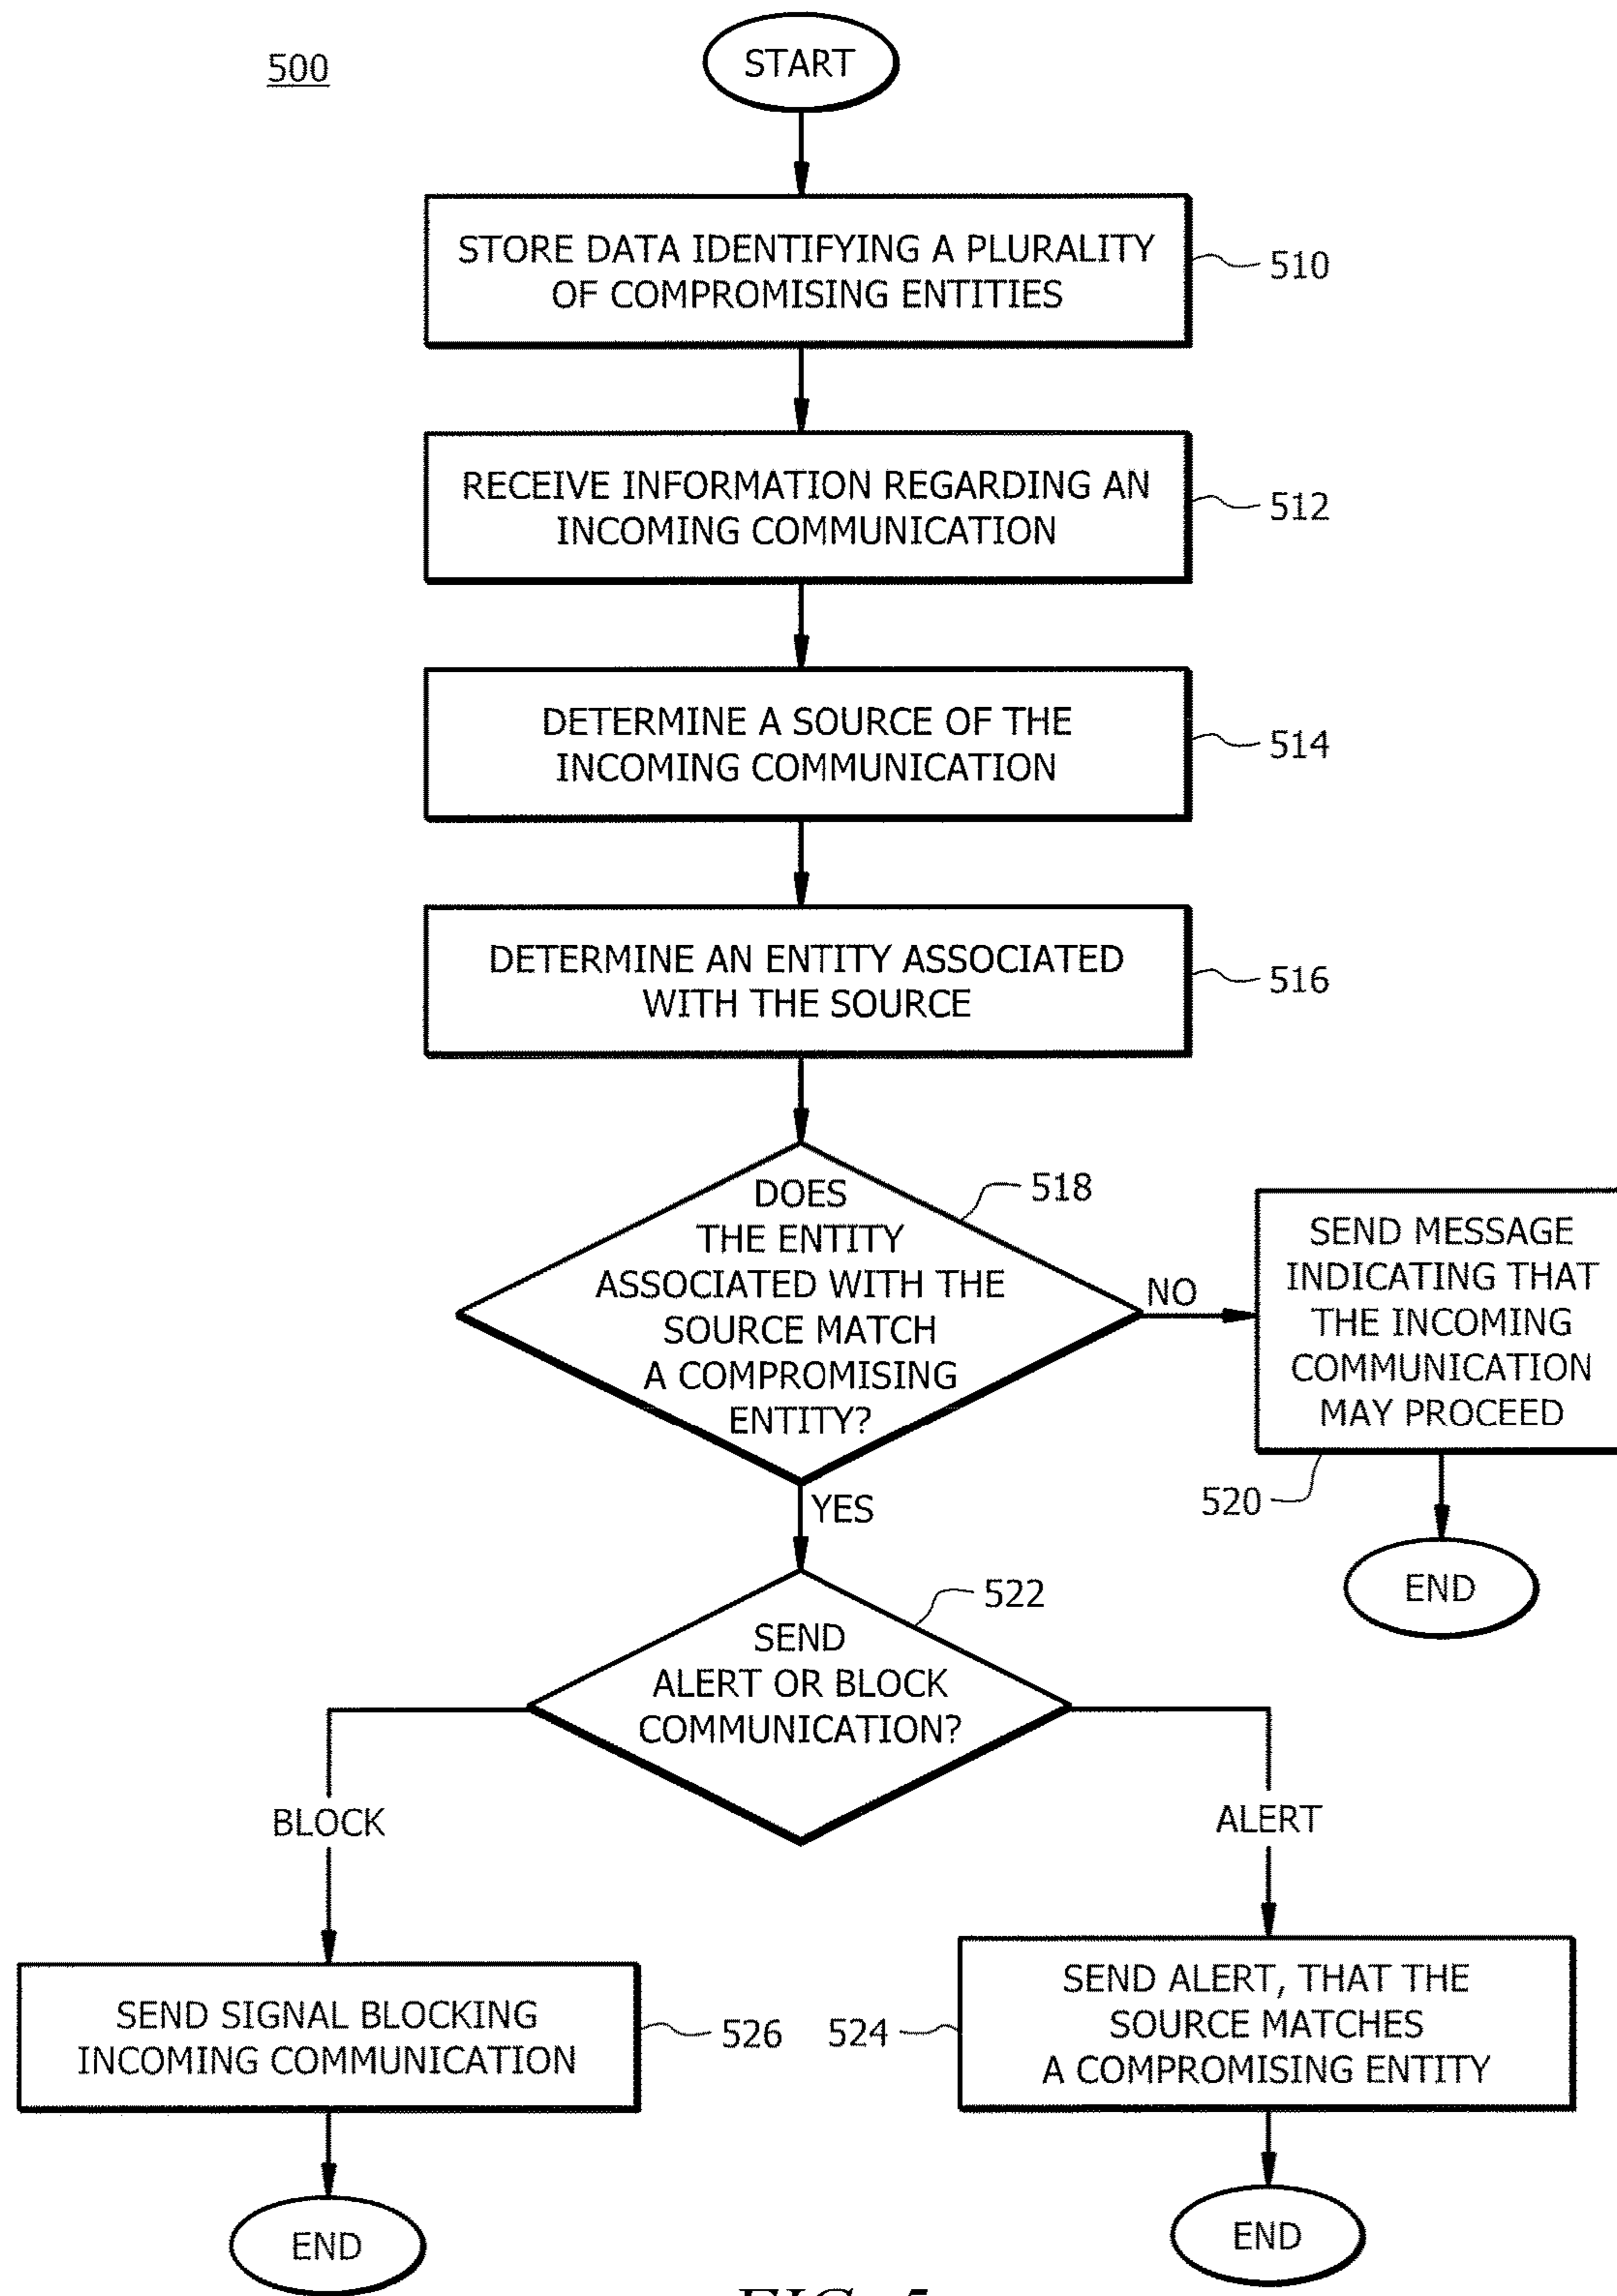 500
START
STORE DATA IDENTIFYING A PLURALITY
OF COMPROMISING ENTITIES
510
RECEIVE INFORMATION REGARDING AN
INCOMING COMMUNICATION
512
DETERMINE A SOURCE OF THE
INCOMING COMMUNICATION
514
DETERMINE AN ENTITY ASSOCIATED
WITH THE SOURCE
516
DOES
THE ENTITY
ASSOCIATED WITH THE
SOURCE MATCH
A COMPROMISING
ENTITY?
518
NO
SEND MESSAGE
INDICATING THAT
THE INCOMING
COMMUNICATION
MAY PROCEED
520
END
YES
SEND
ALERT OR BLOCK
COMMUNICATION?
522
BLOCK
ALERT
SEND SIGNAL BLOCKING
INCOMING COMMUNICATION
526
524
SEND ALERT, THAT THE
SOURCE MATCHES
A COMPROMISING ENTITY
END
END